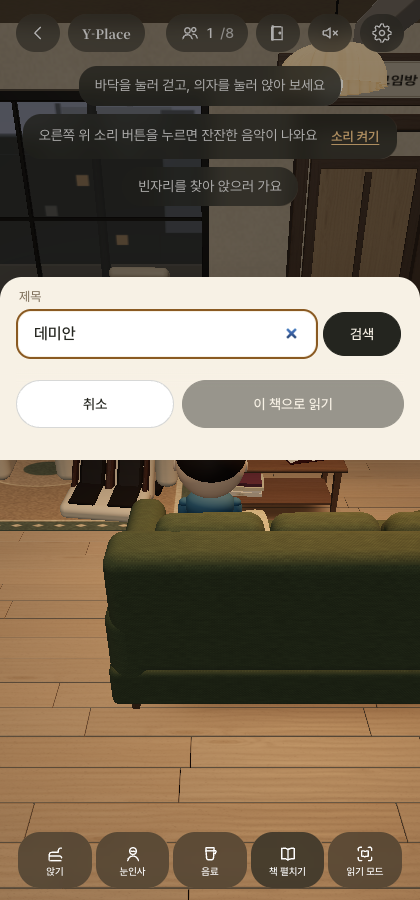 Y-Place
1 /8
임방
바닥을 눌러 걷고, 의자를 눌러 앉아 보세요
오른쪽 위 소리 버튼을 누르면 잔잔한 음악이 나와요 소리 켜기
빈자리를 찾아 앉으러 가요
제목
데미안
검색
취소
이 책으로 읽기
앉기
눈인사
음료
책 펼치기
읽기 모드